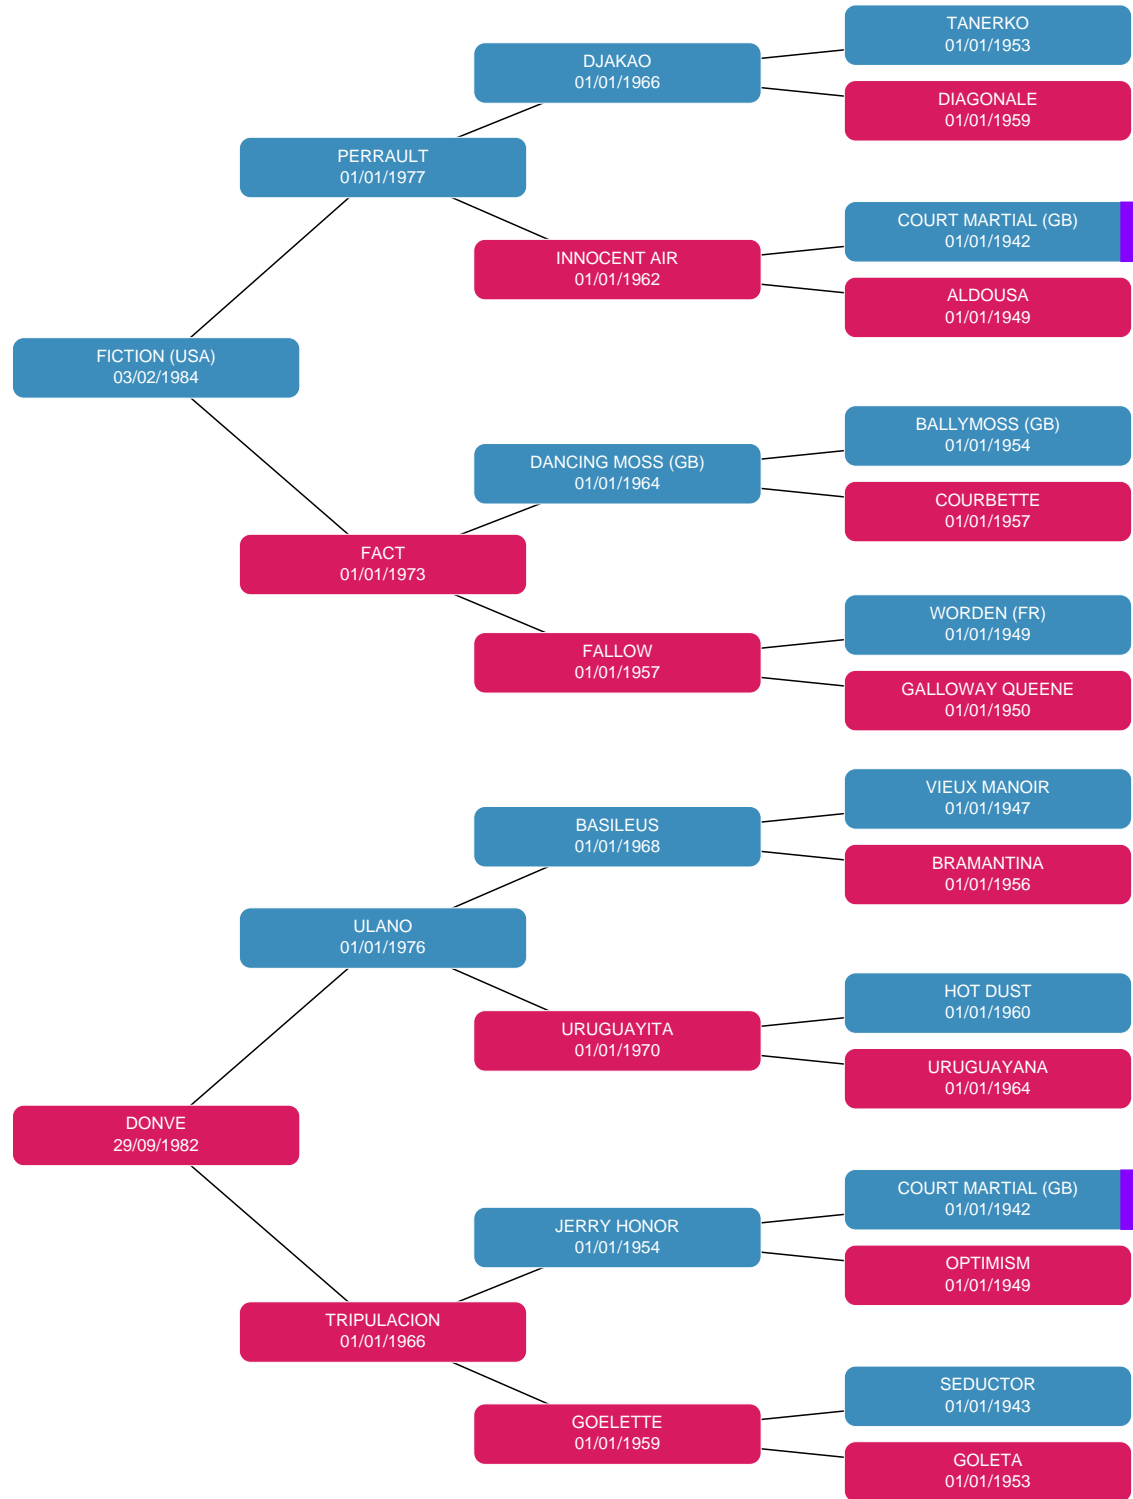 TANERKO
01/01/1953
DJAKAO
01/01/1966
DIAGONALE
01/01/1959
PERRAULT
01/01/1977
COURT MARTIAL (GB)
01/01/1942
INNOCENT AIR
01/01/1962
ALDOUSA
01/01/1949
FICTION (USA)
03/02/1984
BALLYMOSS (GB)
01/01/1954
DANCING MOSS (GB)
01/01/1964
COURBETTE
01/01/1957
FACT
01/01/1973
WORDEN (FR)
01/01/1949
FALLOW
01/01/1957
GALLOWAY QUEENE
01/01/1950
VIEUX MANOIR
01/01/1947
BASILEUS
01/01/1968
BRAMANTINA
01/01/1956
ULANO
01/01/1976
HOT DUST
01/01/1960
URUGUAYITA
01/01/1970
URUGUAYANA
01/01/1964
DONVE
29/09/1982
COURT MARTIAL (GB)
01/01/1942
JERRY HONOR
01/01/1954
OPTIMISM
01/01/1949
TRIPULACION
01/01/1966
SEDUCTOR
01/01/1943
GOELETTE
01/01/1959
GOLETA
01/01/1953